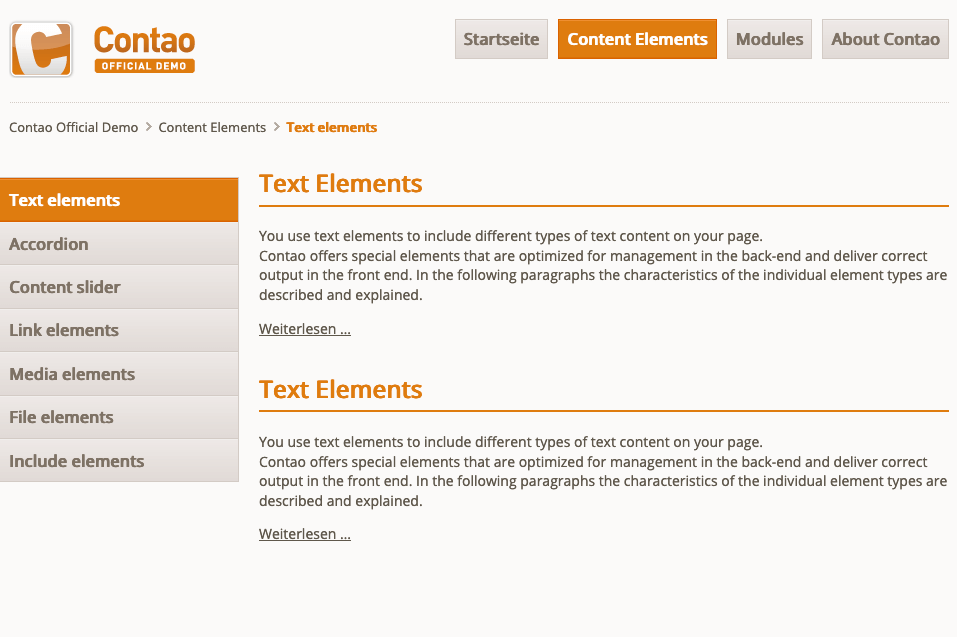 Contao
OFFICIAL DEMO
Startseite
Content Elements
Modules
About Contao
Contao Official Demo > Content Elements > Text elements
Text elements
Accordion
Content slider
Link elements
Media elements
File elements
Include elements
Text Elements
You use text elements to include different types of text content on your page.
Contao offers special elements that are optimized for management in the back-end and deliver correct
output in the front end. In the following paragraphs the characteristics of the individual element types are
described and explained.
Weiterlesen ...
Text Elements
You use text elements to include different types of text content on your page.
Contao offers special elements that are optimized for management in the back-end and deliver correct
output in the front end. In the following paragraphs the characteristics of the individual element types are
described and explained.
Weiterlesen ...